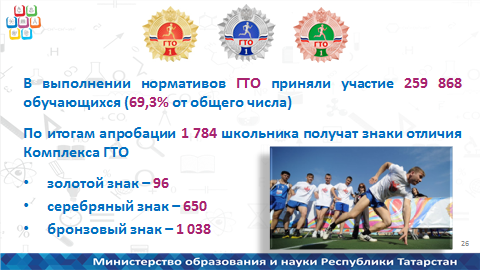 ГТО ГТО ГТО
I I I
В выполнении нормативов ГТО приняли участие 259 868
обучающихся (69,3% от общего числа)
По итогам апробации 1 784 школьника получат знаки отличия
Комплекса ГТО
• золотой знак – 96
• серебряный знак – 650
• бронзовый знак – 1 038
26
Министерство образования и науки Республики Татарстан